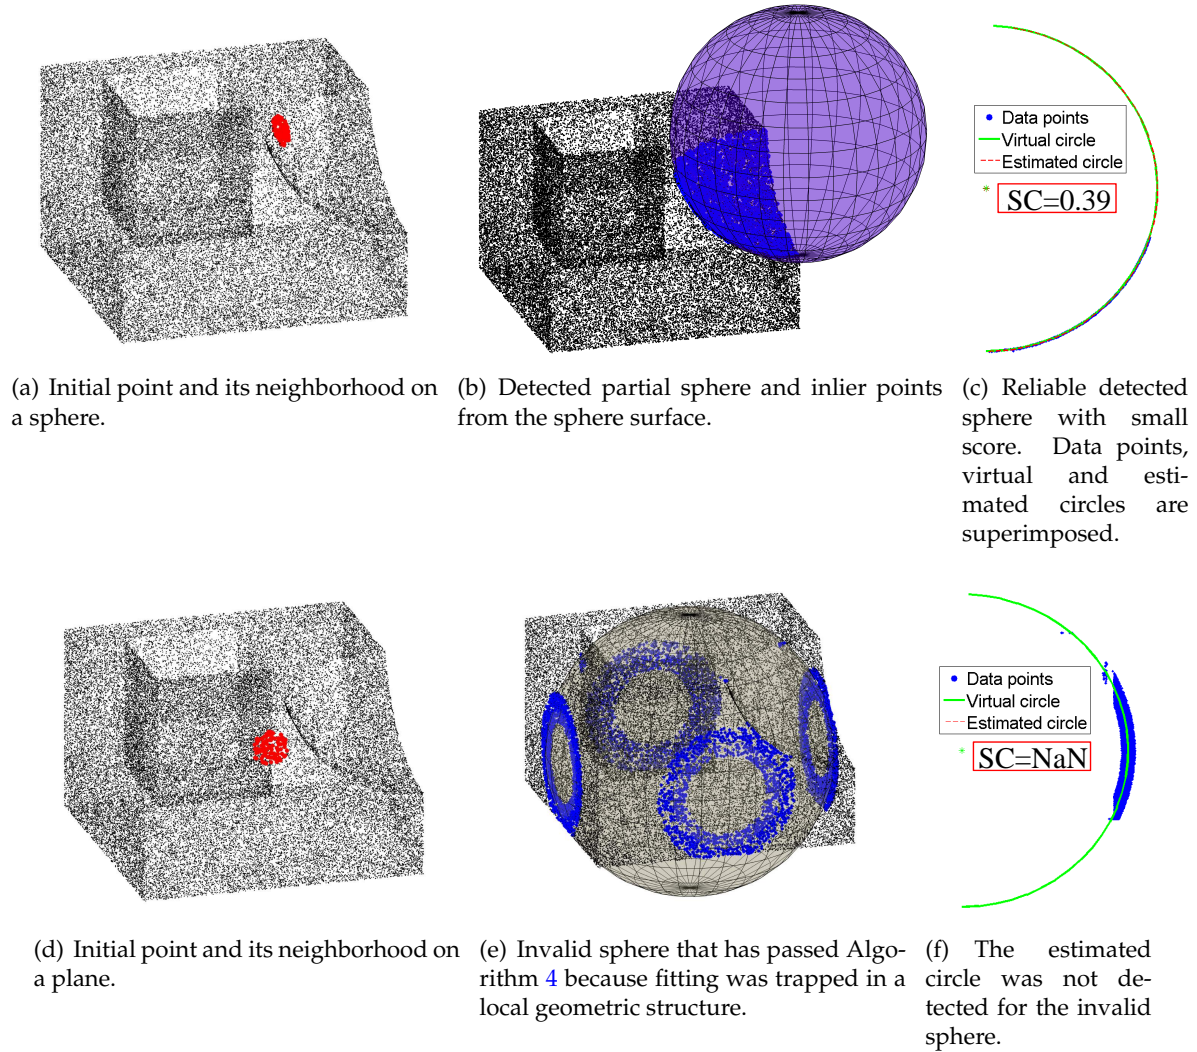 Data points
Virtual circle
Estimated circle
SC=0.39
(a) Initial point and its neighborhood on
a sphere.
(b) Detected partial sphere and inlier points
from the sphere surface.
(c) Reliable detected
sphere with small
score. Data points,
virtual and esti-
mated circles are
superimposed.
Data points
Virtual circle
Estimated circle
SC=NaN
(d) Initial point and its neighborhood on
a plane.
(e) Invalid sphere that has passed Algo-
rithm 4 because fitting was trapped in a
local geometric structure.
(f) The estimated
circle was not de-
tected for the invalid
sphere.